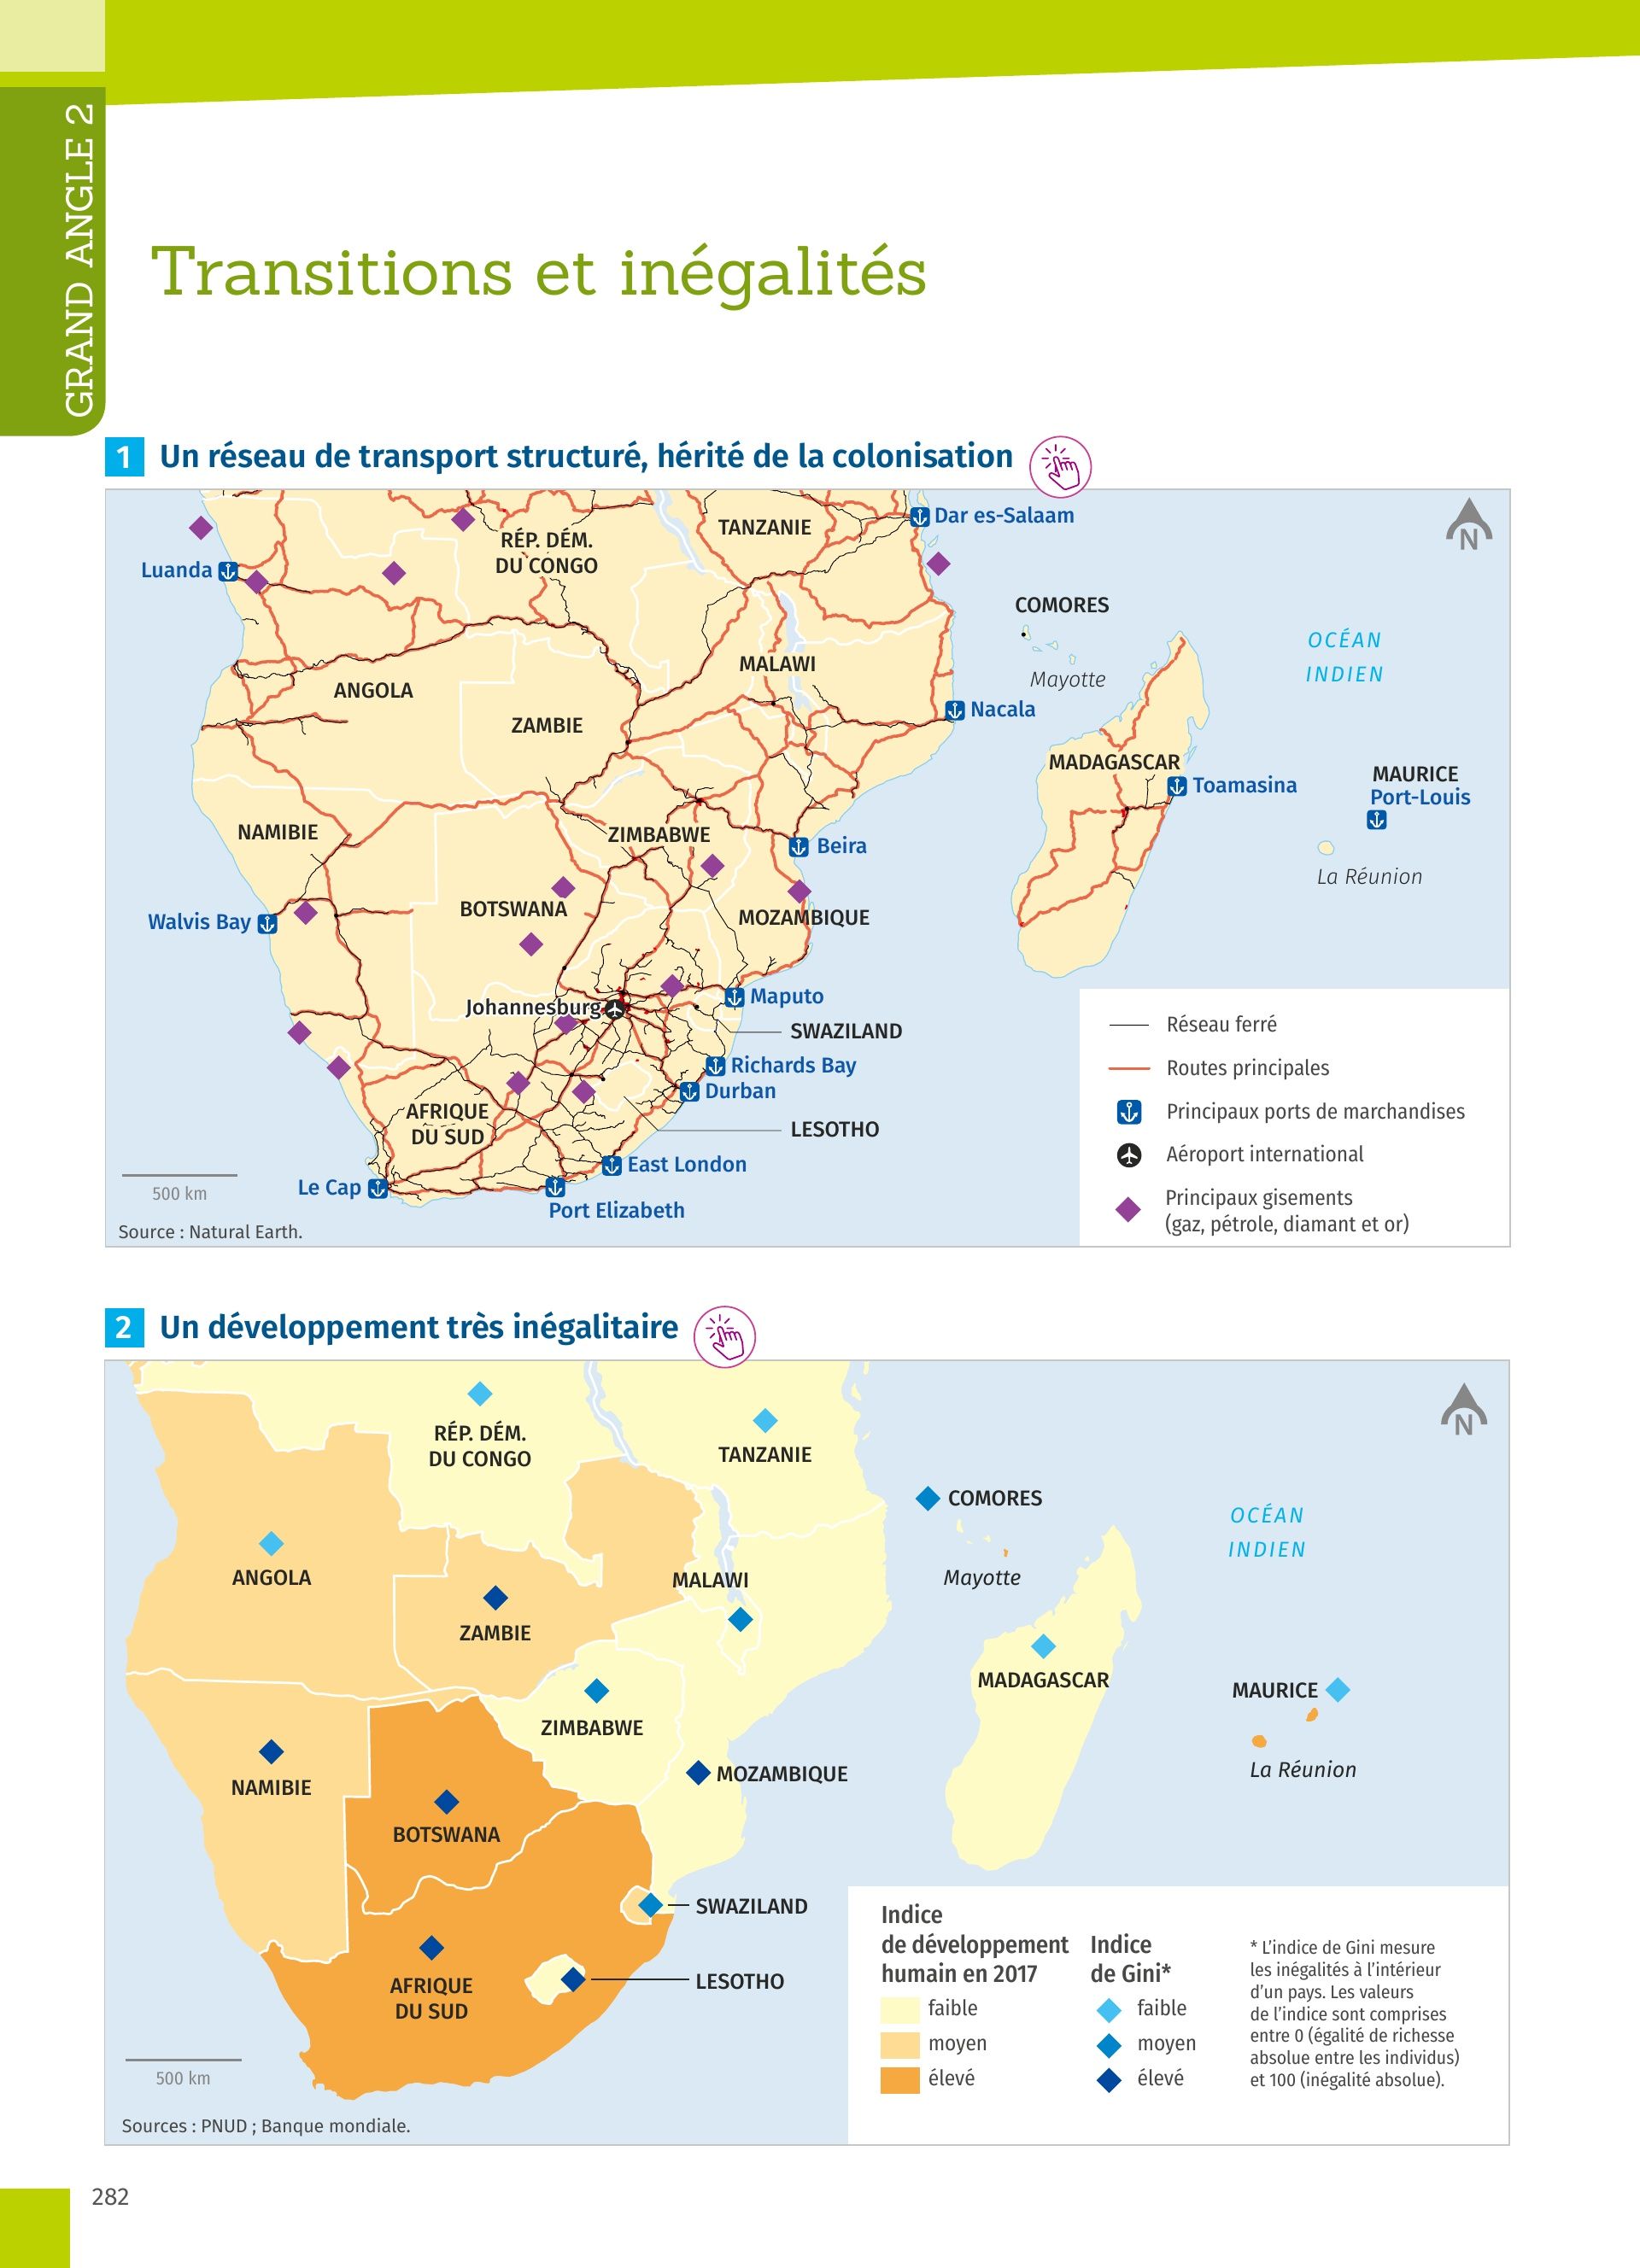 GRAND ANGLE 2
Transitions et inégalités
1 Un réseau de transport structuré, hérité de la colonisation
Dar es-Salaam
TANZANIE
RÉP. DÉM.
DU CONGO
N
Luanda
COMORES
OCÉAN
INDIEN
MALAWI
Mayotte
ANGOLA
Nacala
ZAMBIE
MADAGASCAR
MAURICE
Toamasina
Port-Louis
NAMIBIE
ZIMBABWE
Beira
La Réunion
BOTSWANA
MOZAMBIQUE
Walvis Bay
Maputo
Johannesburg
SWAZILAND
Richards Bay
Durban
AFRIQUE
DU SUD
LESOTHO
East London
Le Cap
Port Elizabeth
500 km
Source : Natural Earth.
Réseau ferré
Routes principales
Principaux ports de marchandises
Aéroport international
Principaux gisements
(gaz, pétrole, diamant et or)
2 Un développement très inégalitaire
N
RÉP. DÉM.
DU CONGO
TANZANIE
COMORES
OCÉAN
INDIEN
ANGOLA
MALAWI
Mayotte
ZAMBIE
MADAGASCAR
MAURICE
ZIMBABWE
La Réunion
NAMIBIE
MOZAMBIQUE
BOTSWANA
SWAZILAND
AFRIQUE
DU SUD
LESOTHO
500 km
Sources : PNUD ; Banque mondiale.
Indice
de développement
humain en 2017
faible
moyen
élevé
Indice
de Gini*
faible
moyen
élevé
* L'indice de Gini mesure
les inégalités à l'intérieur
d'un pays. Les valeurs
de l'indice sont comprises
entre 0 (égalité de richesse
absolue entre les individus)
et 100 (inégalité absolue).
282